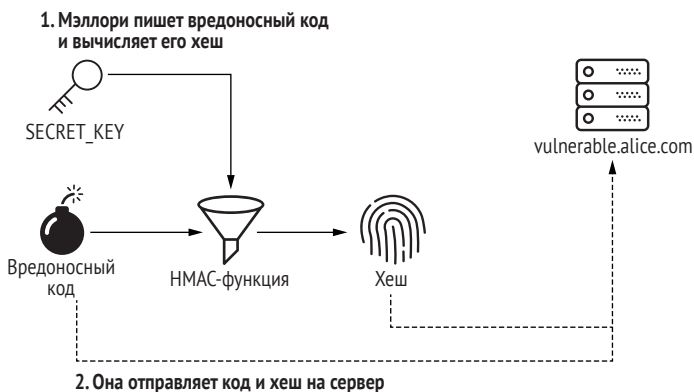 1. Мэллори пишет вредоносный код
и вычисляет его хеш
SECRET_KEY
vulnerable.alice.com
Вредоносный
код
HMAC-функция
Хеш
2. Она отправляет код и хеш на сервер